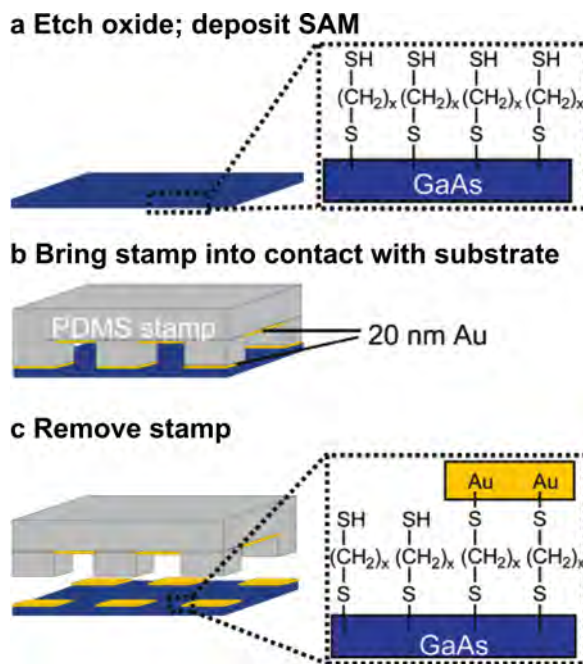 a Etch oxide; deposit SAM
SH SH SH SH
(CH₂)ₓ (CH₂)ₓ (CH₂)ₓ (CH₂)ₓ
S S S S
GaAs
b Bring stamp into contact with substrate
PDMS stamp
20 nm Au
c Remove stamp
Au Au
SH SH S S
(CH₂)ₓ (CH₂)ₓ (CH₂)ₓ (CH₂)ₓ
S S S S
GaAs